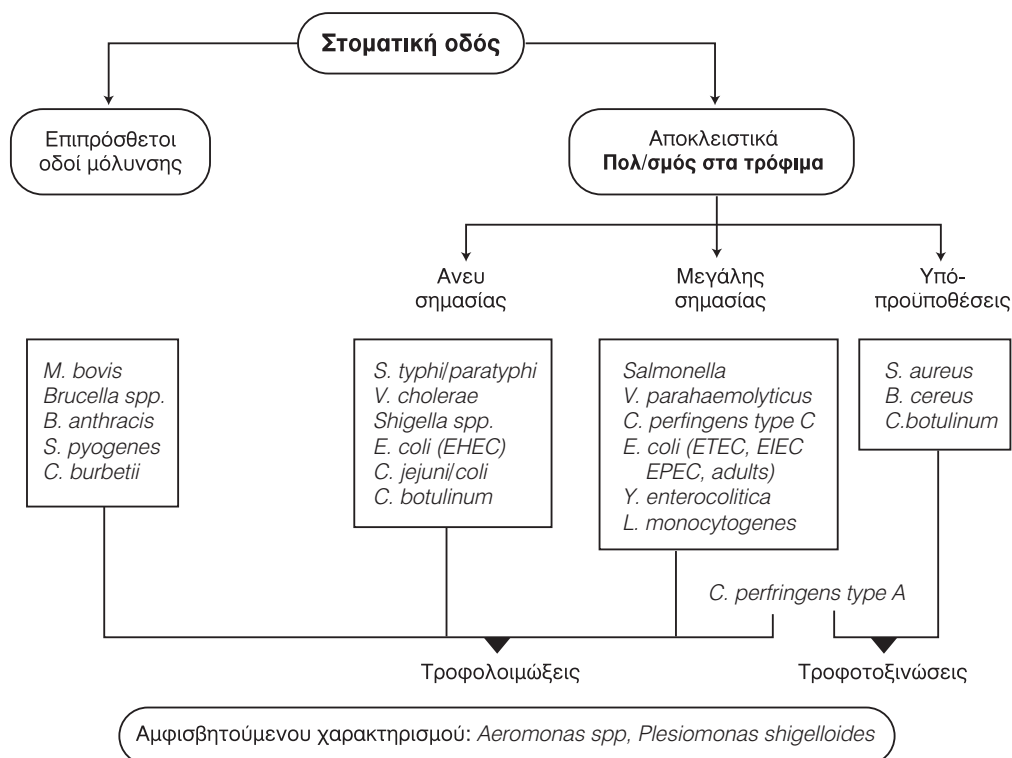 Στοματική οδός
Επιπρόσθετοι
οδοί μόλυνσης
Αποκλειστικά
Πολ/σμός στα τρόφιμα
Ανευ
σημασίας
Μεγάλης
σημασίας
Υπό-
προϋποθέσεις
M. bovis
Brucella spp.
B. anthracis
S. pyogenes
C. burbetii
S. typhi/paratyphi
V. cholerae
Shigella spp.
E. coli (EHEC)
C. jejuni/coli
C. botulinum
Salmonella
V. parahaemolyticus
C. perfingens type C
E. coli (ETEC, EIEC
EPEC, adults)
Y. enterocolitica
L. monocytogenes
S. aureus
B. cereus
C.botulinum
C. perfringens type A
Τροφολοιμώξεις
Τροφοτοξινώσεις
Αμφισβητούμενου χαρακτηρισμού: Aeromonas spp, Plesiomonas shigelloides